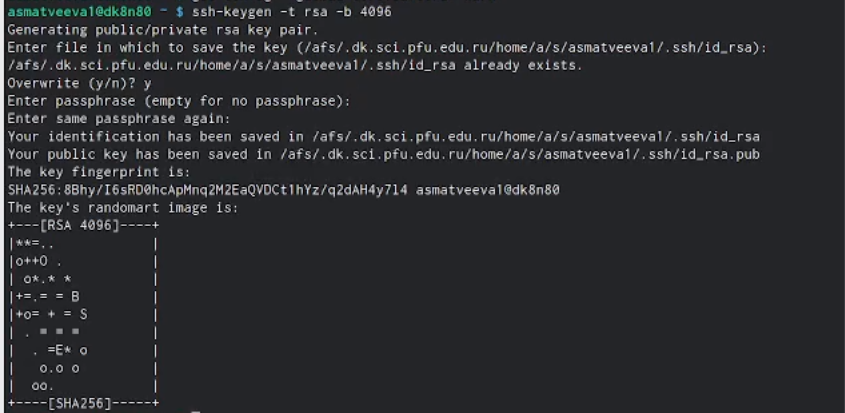 asmatveeva1@dk8n80 ~ $ ssh-keygen -t rsa -b 4096
Generating public/private rsa key pair.
Enter file in which to save the key (/afs/.dk.sci.pfu.edu.ru/home/a/s/asmatveeva1/.ssh/id_rsa):
/afs/.dk.sci.pfu.edu.ru/home/a/s/asmatveeva1/.ssh/id_rsa already exists.
Overwrite (y/n)? y
Enter passphrase (empty for no passphrase):
Enter same passphrase again:
Your identification has been saved in /afs/.dk.sci.pfu.edu.ru/home/a/s/asmatveeva1/.ssh/id_rsa
Your public key has been saved in /afs/.dk.sci.pfu.edu.ru/home/a/s/asmatveeva1/.ssh/id_rsa.pub
The key fingerprint is:
SHA256:8Bhy/I6sRD0hcApMnq2M2EaQVDCt1hYz/q2dAH4y7l4 asmatveeva1@dk8n80
The key's randomart image is:
+---[RSA 4096]----+
|**=..            |
|o++O .           |
| o*.* *          |
|+=.= = B         |
|+o= + = S        |
| . = = =         |
|  . =E* o        |
|   o.o o         |
|  oo.            |
+----[SHA256]-----+